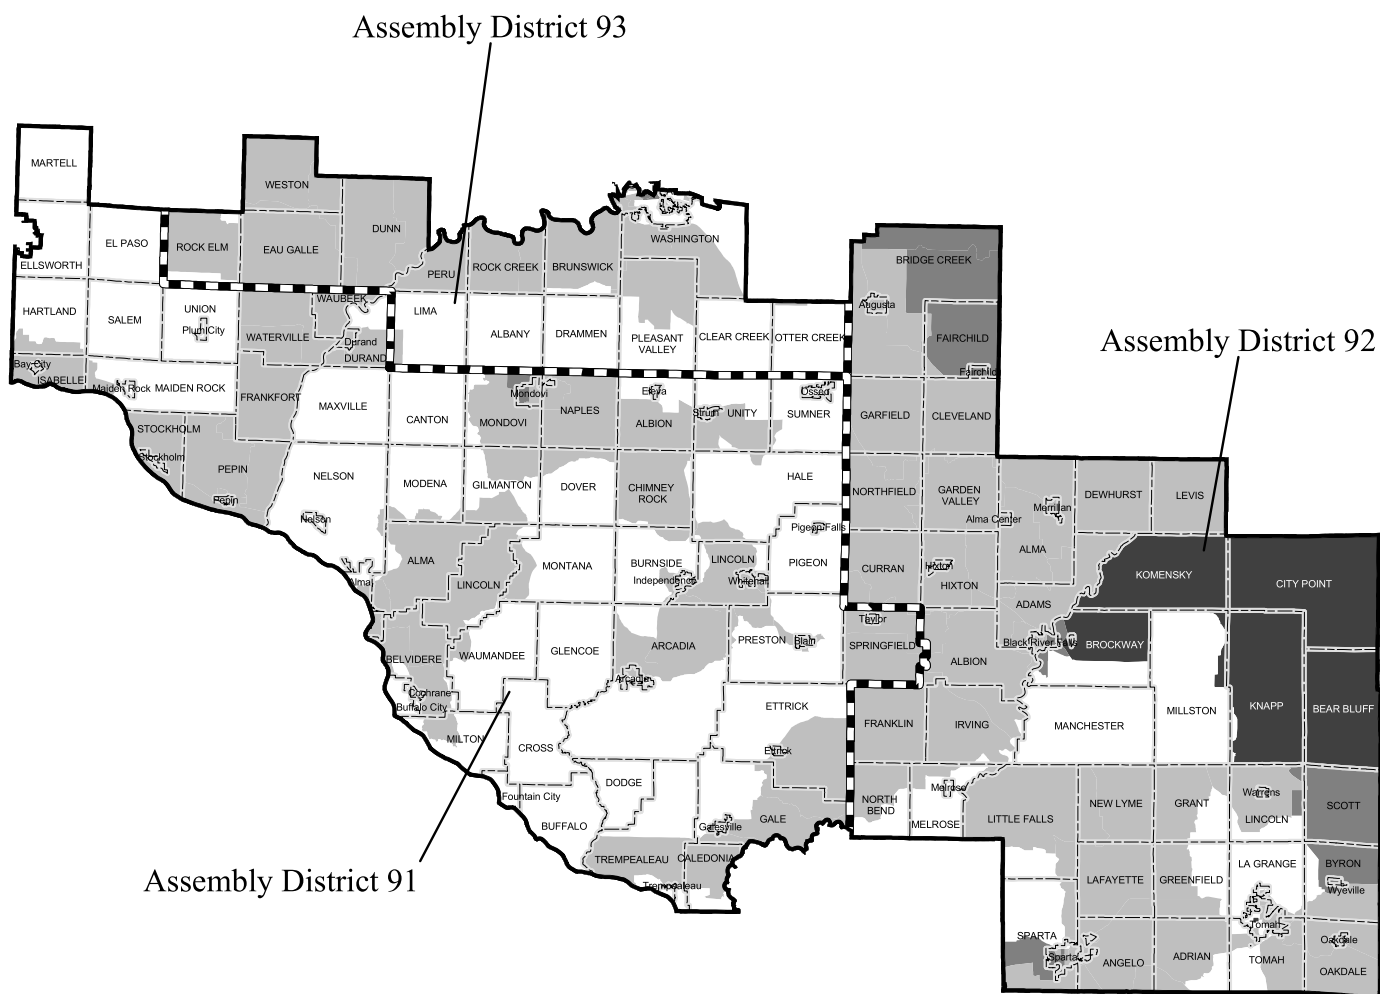 Assembly District 93
MARTELL
WESTON
DUNN
EL PASO
ROCK ELM
EAU GALLE
WASHINGTON
ELLSWORTH
PERU
ROCK CREEK
BRUNSWICK
BRIDGE CREEK
HARTLAND
SALEM
UNION
Plum City
WAUBEEK
LIMA
Augusta
WATERVILLE
Durand
DURAND
ALBANY
DRAMMEN
PLEASANT
VALLEY
CLEAR CREEK
OTTER CREEK
FAIRCHILD
Fairchild
Assembly District 92
Bay City
ISABELLE
Maiden Rock
MAIDEN ROCK
FRANKFORT
MAXVILLE
CANTON
MONDOVI
Mondovi
NAPLES
Eleva
ALBION
Strum
UNITY
Osseo
SUMNER
GARFIELD
CLEVELAND
STOCKHOLM
Stockholm
PEPIN
Pepin
NELSON
Nelson
MODENA
GILMANTON
DOVER
CHIMNEY
ROCK
HALE
NORTHFIELD
GARDEN
VALLEY
Alma Center
Merrillan
DEWHURST
LEVIS
Pigeon Falls
Alma
ALMA
LINCOLN
MONTANA
BURNSIDE
Independence
LINCOLN
Whitehall
PIGEON
CURRAN
Hixton
HIXTON
ALMA
KOMENSKY
CITY POINT
ADAMS
Taylor
BELVIDERE
WAUMANDEE
GLENCOE
ARCADIA
PRESTON
Blair
SPRINGFIELD
ALBION
Black River Falls
BROCKWAY
Cochrane
Buffalo City
Arcadia
ETTRICK
FRANKLIN
IRVING
MANCHESTER
MILLSTON
KNAPP
BEAR BLUFF
MILTON
CROSS
Ettrick
Fountain City
DODGE
BUFFALO
Galesville
GALE
NORTH
BEND
Melrose
MELROSE
LITTLE FALLS
NEW LYME
GRANT
Warrens
LINCOLN
SCOTT
Assembly District 91
TREMPEALEAU
CALEDONIA
Trempealeau
LAFAYETTE
GREENFIELD
LA GRANGE
BYRON
Wyeville
SPARTA
Sparta
ANGELO
ADRIAN
Tomah
TOMAH
Oakdale
OAKDALE